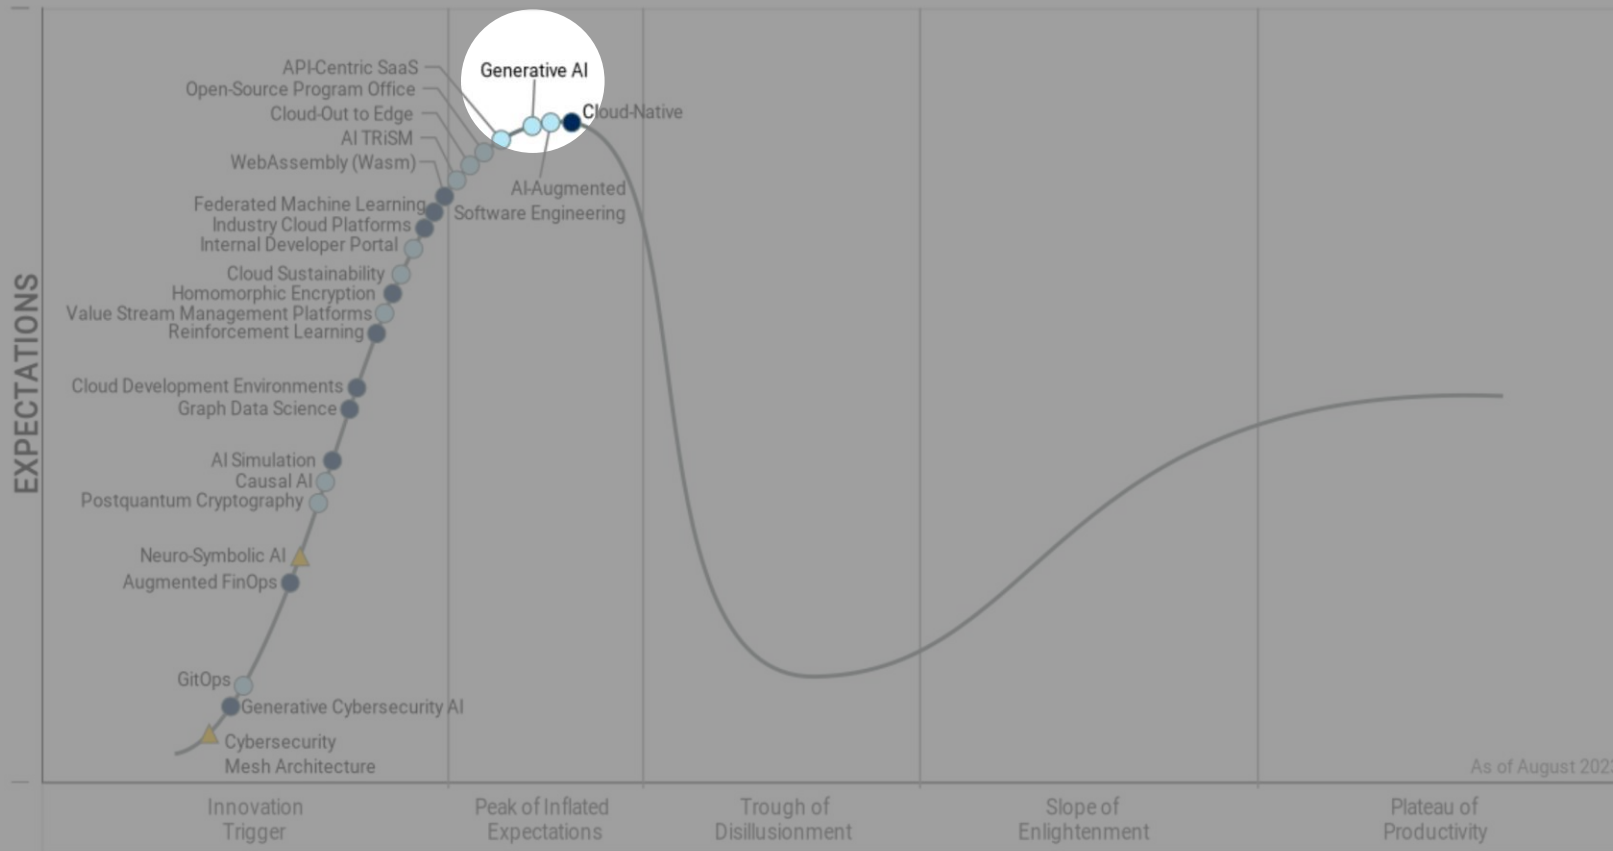 API-Centric SaaS
Open-Source Program Office
Cloud-Out to Edge
AI TRiSM
WebAssembly (Wasm)
Federated Machine Learning
Industry Cloud Platforms
Internal Developer Portal
Cloud Sustainability
Homomorphic Encryption
Value Stream Management Platforms
Reinforcement Learning
Cloud Development Environments
Graph Data Science
AI Simulation
Causal AI
Postquantum Cryptography
Neuro-Symbolic AI
Augmented FinOps
GitOps
Generative Cybersecurity AI
Cybersecurity
Mesh Architecture
Generative AI
Cloud-Native
AI-Augmented
Software Engineering
EXPECTATIONS
As of August
Innovation
Trigger
Peak of Inflated
Expectations
Trough of
Disillusionment
Slope of
Enlightenment
Plateau of
Productivity